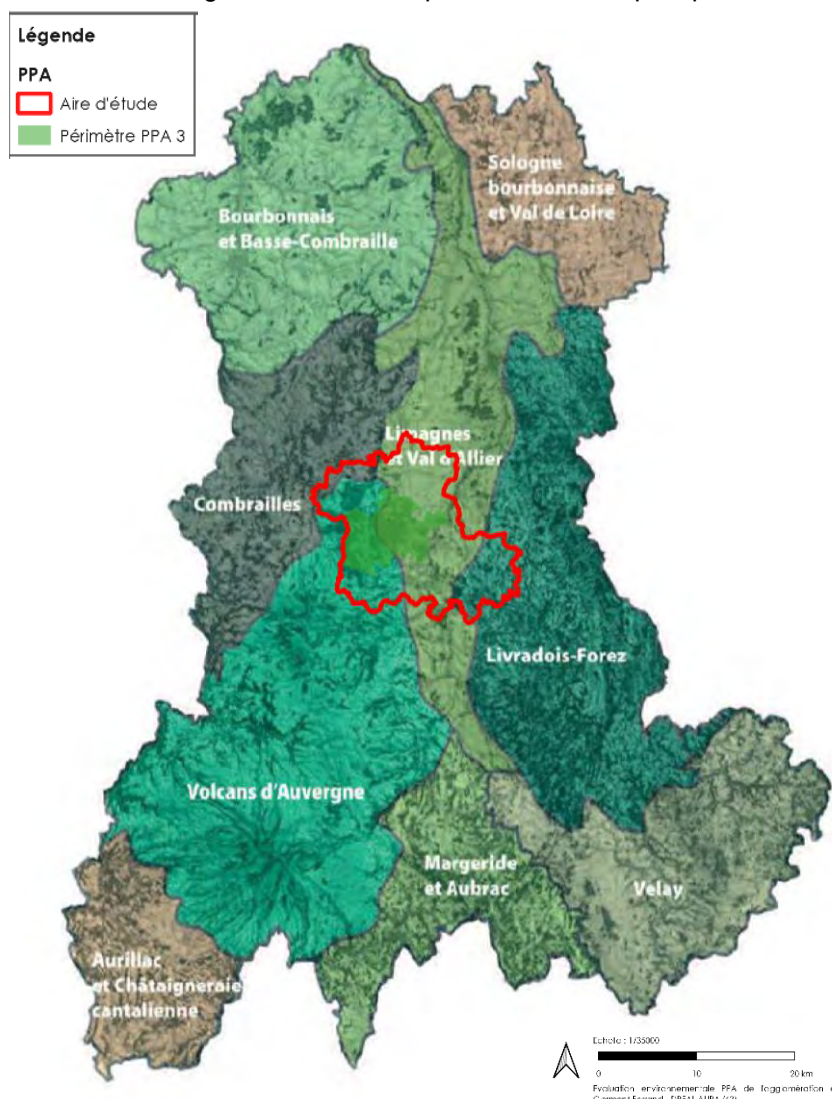 Légende
PPA
Aire d'étude
Périmètre PPA 3
Sologne
bourbonnaise
et Val de Loire
Bourbonnais
et Basse-Combraille
Limagnes
et Val d'Allier
Combrailles
Livradois-Forez
Volcans d'Auvergne
Margeride
et Aubrac
Velay
Aurillac
et Châtaigneraie
cantalienne
Echelle : 1/35000
0 10 20 km
Evaluation environnementale PPA de l'agglomération